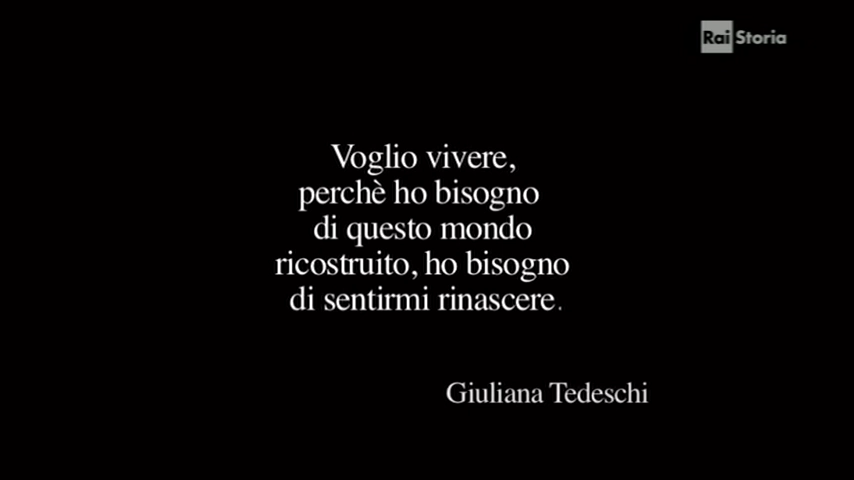 Rai Storia
Voglio vivere,
perchè ho bisogno
di questo mondo
ricostruito, ho bisogno
di sentirmi rinascere.
Giuliana Tedeschi